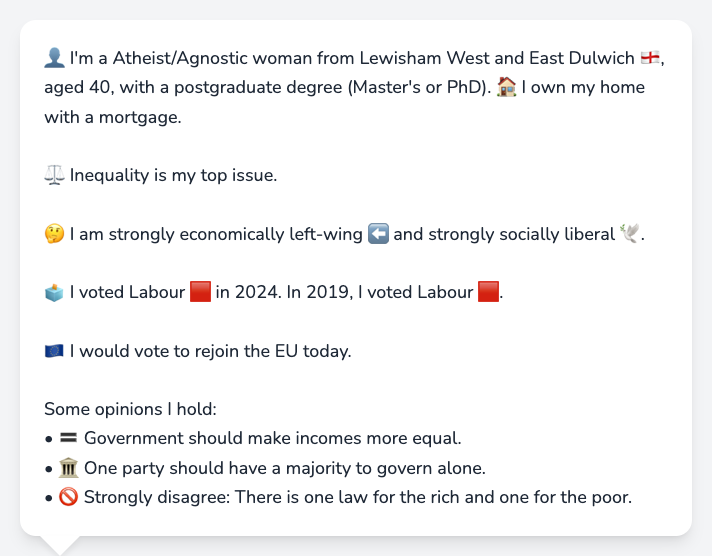 👤 I'm a Atheist/Agnostic woman from Lewisham West and East Dulwich 🏴󠁧󠁢󠁥󠁮󠁧󠁿,
aged 40, with a postgraduate degree (Master's or PhD). 🏠 I own my home
with a mortgage.
⚖️ Inequality is my top issue.
🤔 I am strongly economically left-wing ⬅️ and strongly socially liberal 🕊️.
🗳️ I voted Labour 🟥 in 2024. In 2019, I voted Labour 🟥.
🇪🇺 I would vote to rejoin the EU today.
Some opinions I hold:
• 🟰 Government should make incomes more equal.
• 🏛️ One party should have a majority to govern alone.
• 🚫 Strongly disagree: There is one law for the rich and one for the poor.